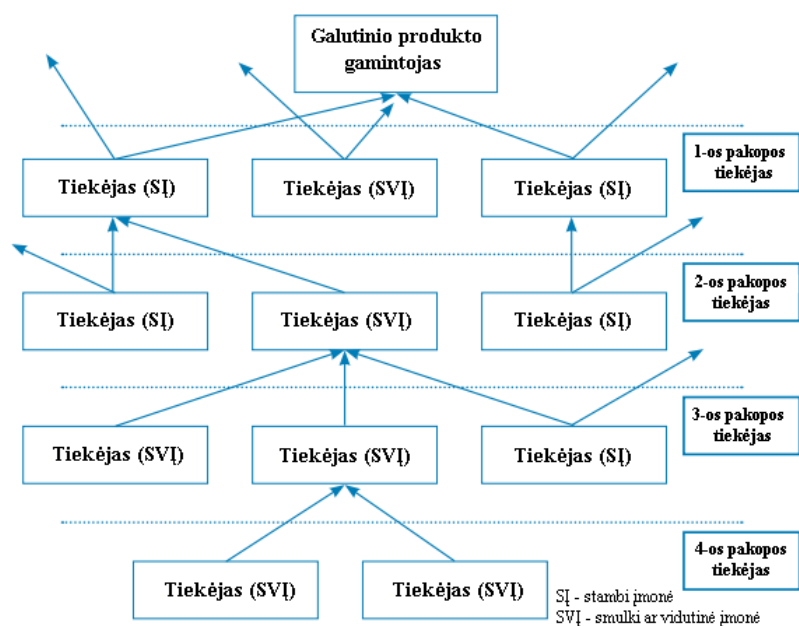 Galutinio produkto
gamintojas
1-os pakopos
tiekėjas
Tiekėjas (SĮ)
Tiekėjas (SVĮ)
Tiekėjas (SĮ)
2-os pakopos
tiekėjas
Tiekėjas (SĮ)
Tiekėjas (SVĮ)
Tiekėjas (SĮ)
3-os pakopos
tiekėjas
Tiekėjas (SVĮ)
Tiekėjas (SVĮ)
Tiekėjas (SĮ)
4-os pakopos
tiekėjas
Tiekėjas (SVĮ)
Tiekėjas (SVĮ)
SĮ - stambi įmonė
SVĮ - smulki ar vidutinė įmonė